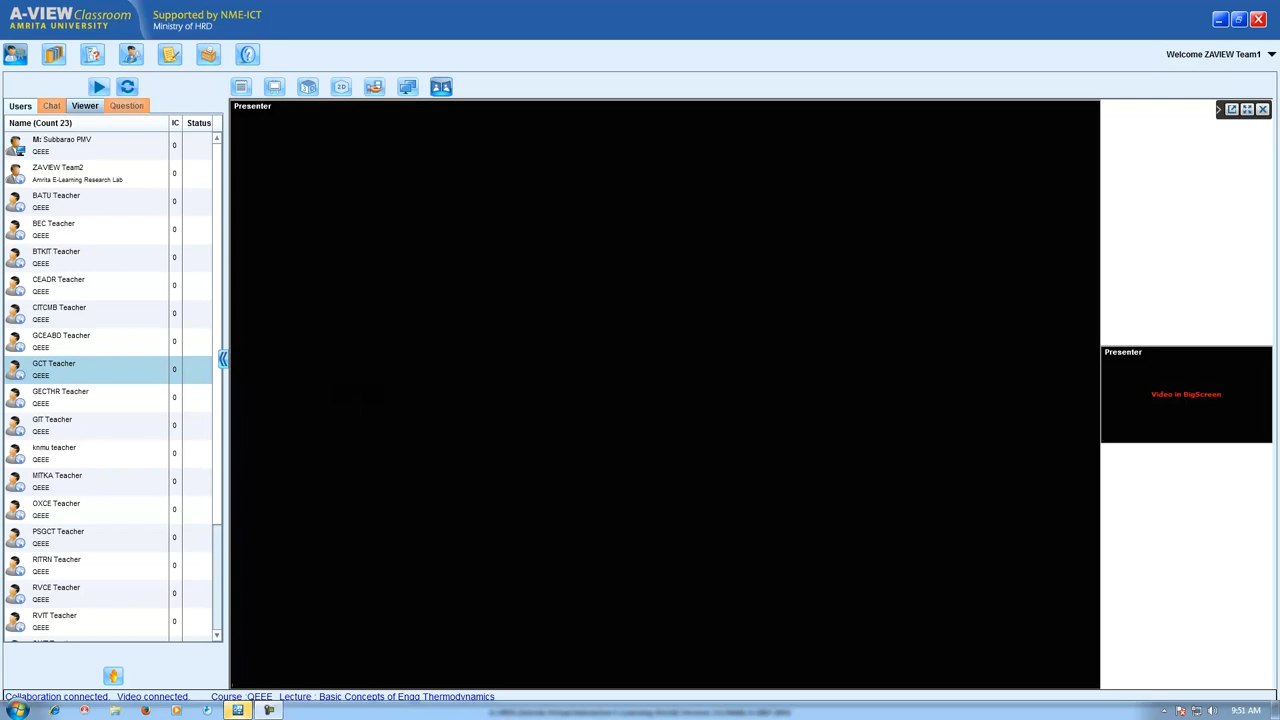 A-VIEW Classroom
AMRITA UNIVERSITY
Supported by NME-ICT
Ministry of HRD
Welcome ZAVIEW Team1
Users Chat Viewer Question
Name (Count 23) IC Status
M: Subbarao PMV
QEEE
0
ZAVIEW Team2
Amrita E-Learning Research Lab
0
BATU Teacher
QEEE
0
BEC Teacher
QEEE
0
BTKIT Teacher
QEEE
0
CEADR Teacher
QEEE
0
CITCMB Teacher
QEEE
0
GCEABD Teacher
QEEE
0
GCT Teacher
QEEE
0
GECTHR Teacher
QEEE
0
GIT Teacher
QEEE
0
knmu teacher
QEEE
0
MITKA Teacher
QEEE
0
OXCE Teacher
QEEE
0
PSGCT Teacher
QEEE
0
RITRN Teacher
QEEE
0
RVCE Teacher
QEEE
0
RVIT Teacher
QEEE
0
2D
Presenter
Presenter
Video in BigScreen
Collaboration connected. Video connected. Course :QEEE Lecture : Basic Concepts of Engg Thermodynamics
9:51 AM